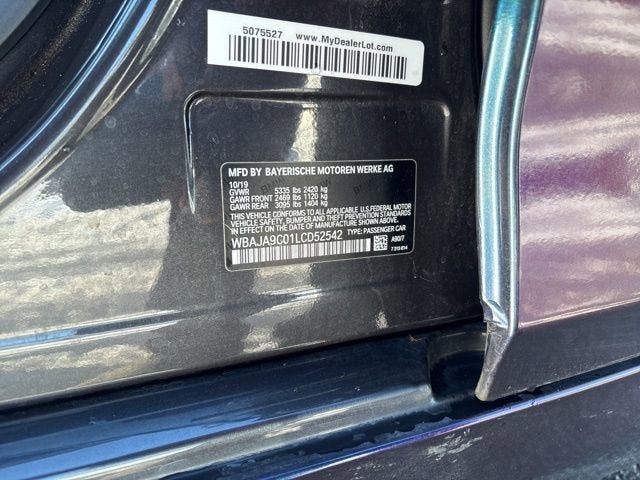 5075527 www.MyDealerLot.com
MFD BY BAYERISCHE MOTOREN WERKE AG
10/19
GVWR 5335 lbs 2420 kg
GAWR FRONT 2469 lbs 1120 kg
GAWR REAR 3095 lbs 1404 kg
THIS VEHICLE CONFORMS TO ALL APPLICABLE U.S.FEDERAL MOTOR
VEHICLE SAFETY, BUMPER, AND THEFT PREVENTION STANDARDS
IN EFFECT ON THE DATE OF MANUFACTURE SHOWN ABOVE.
WBAJA9C01LCD52542 TYPE: PASSENGER CAR
A90/7